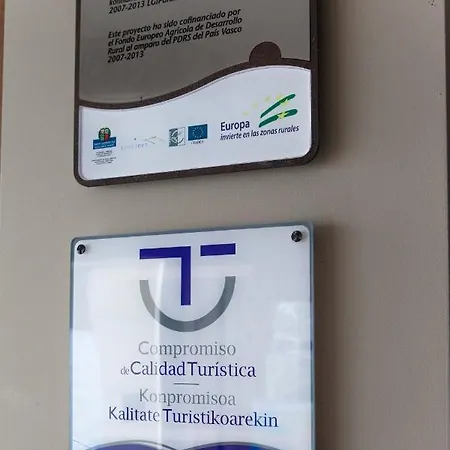 2007-2013
Este proyecto ha sido cofinanciado por
el Fondo Europeo Agrícola de Desarrollo
Rural al amparo del PDRS del País Vasco
2007-2013
Europa
invierte en las zonas rurales
Compromiso
de Calidad Turística
Konpromisoa
Kalitate Turistikoarekin